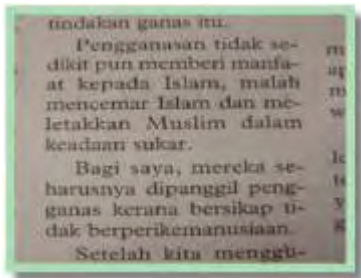 tindakan ganas itu.
Pengganasan tidak se-
dikit pun memberi manfa-
at kepada Islam, malah
mencemar Islam dan me-
letakkan Muslim dalam
keadaan sukar.
Bagi saya, mereka se-
harusnya dipanggil peng-
ganas kerana bersikap ti-
dak berperikemanusiaan.
Setelah kita menggu-